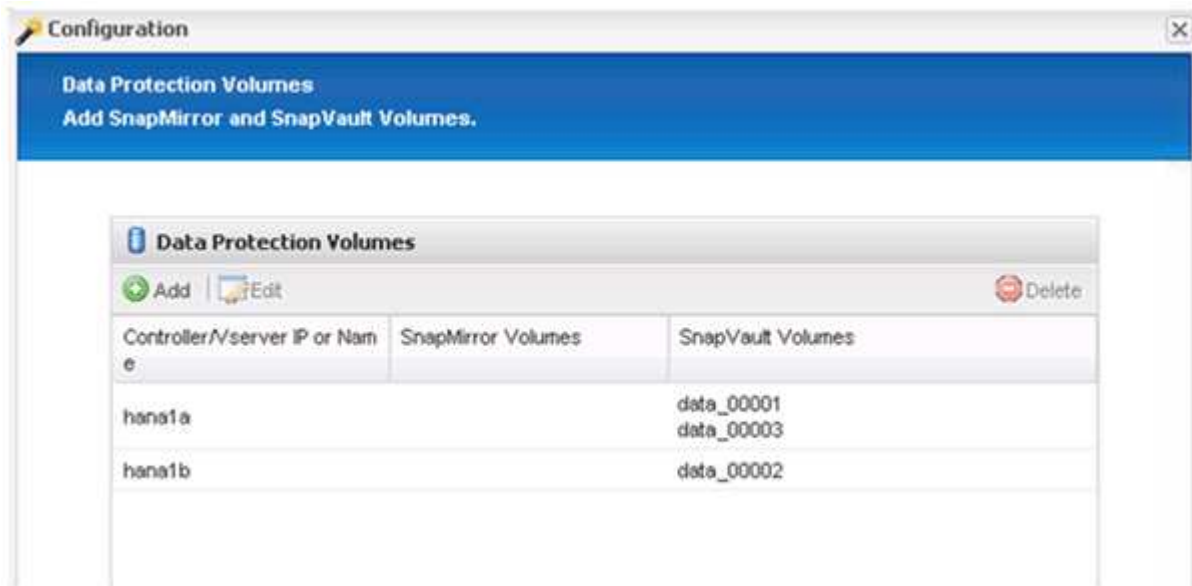 Configuration
Data Protection Volumes
Add SnapMirror and SnapVault Volumes.
Data Protection Volumes
Add Edit Delete
Controller/Vserver IP or Nam SnapMirror Volumes SnapVault Volumes
e
hana1a data_00001
data_00003
hana1b data_00002